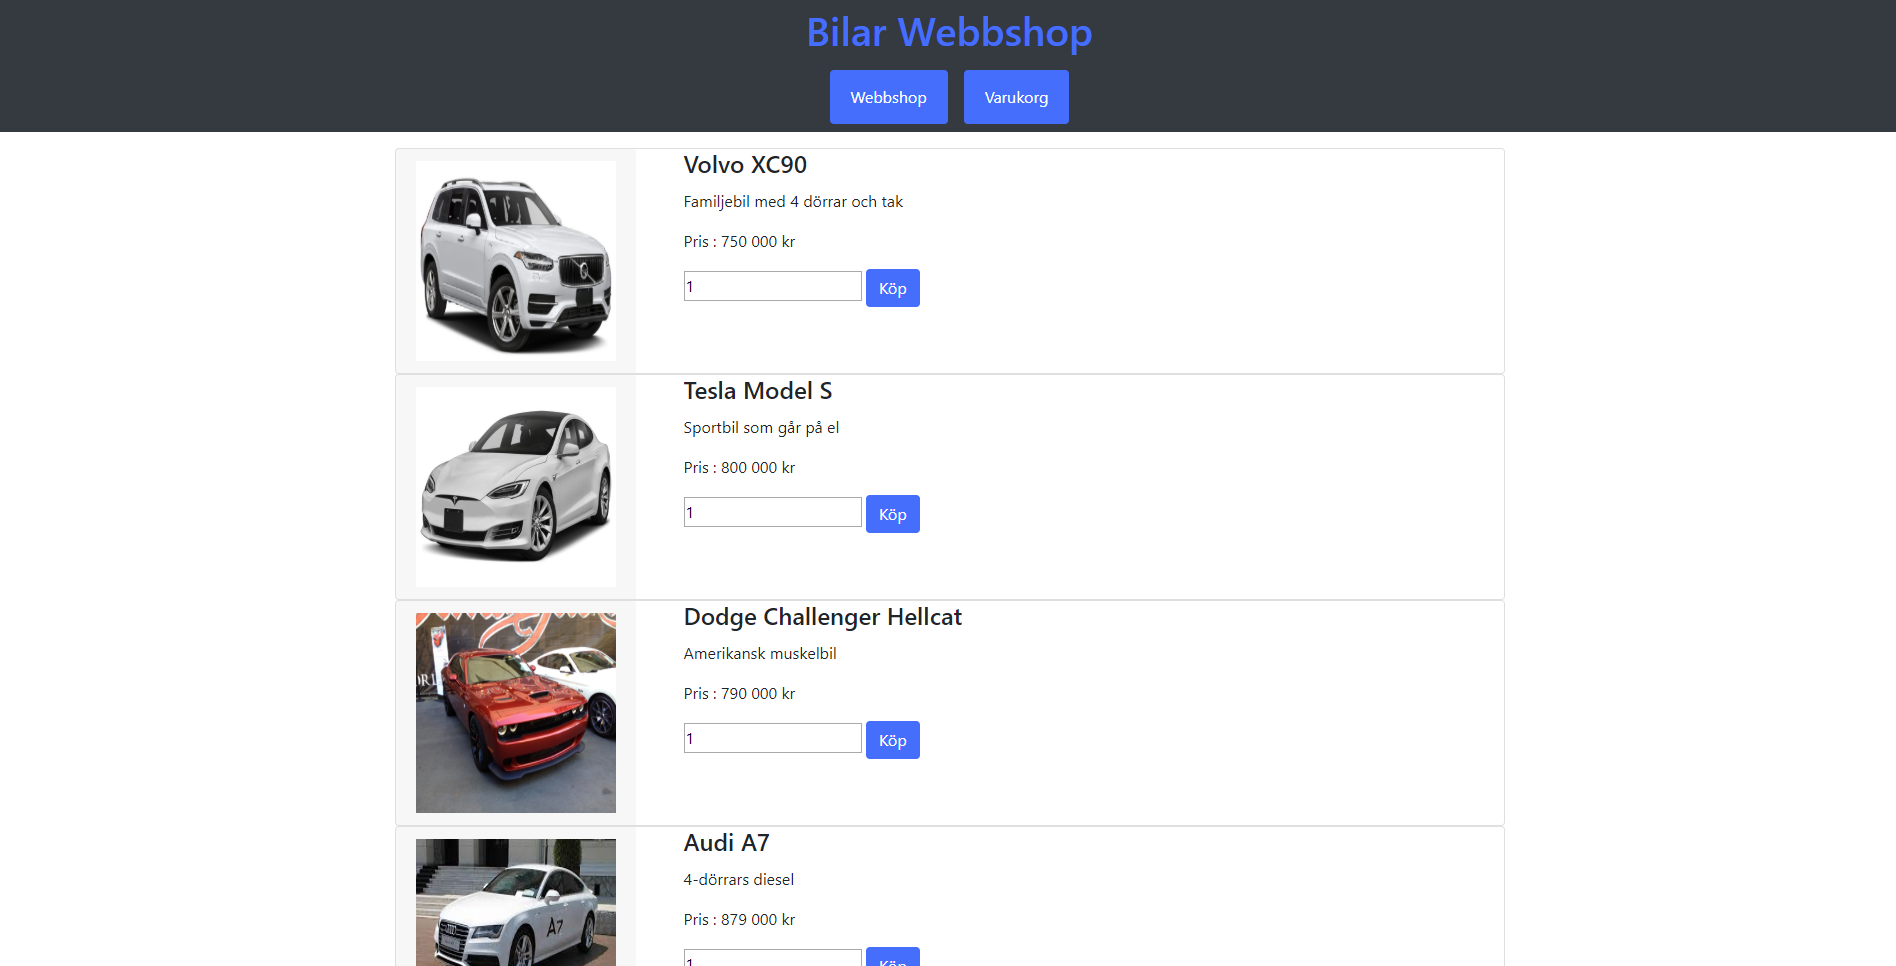 Bilar Webbshop
Webbshop Varukorg
Volvo XC90
Familjebil med 4 dörrar och tak
Pris : 750 000 kr
1 Köp
Tesla Model S
Sportbil som går på el
Pris : 800 000 kr
1 Köp
Dodge Challenger Hellcat
Amerikansk muskelbil
Pris : 790 000 kr
1 Köp
Audi A7
4-dörrars diesel
Pris : 879 000 kr
A7
1 Köp